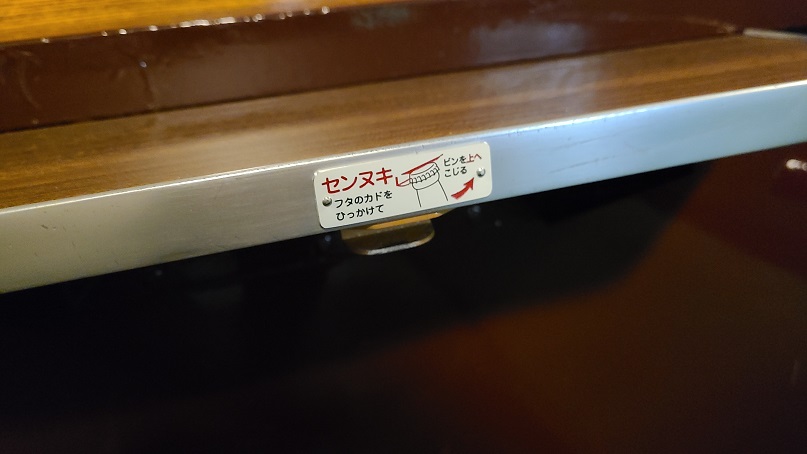 センヌキ
フタのカドを
ひっかけて
ビンを上へ
こじる